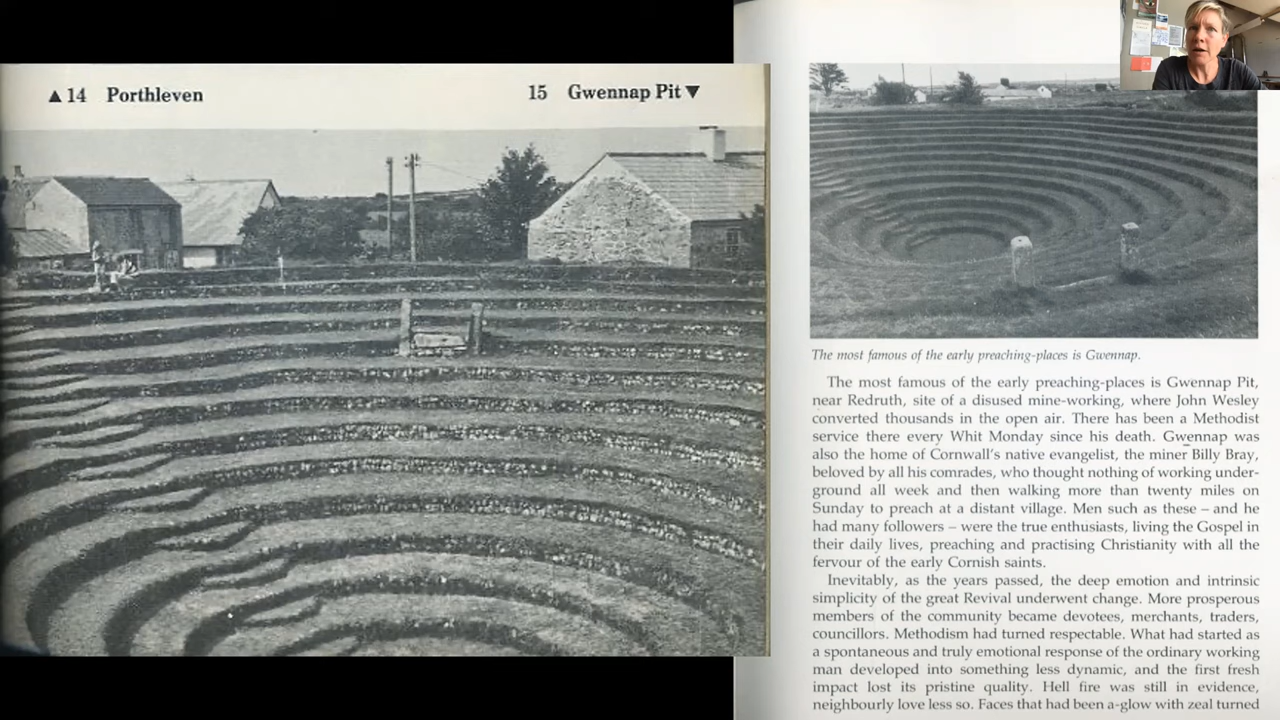 ▲14 Porthleven
15 Gwennap Pit▼
The most famous of the early preaching-places is Gwennap.
The most famous of the early preaching-places is Gwennap Pit,
near Redruth, site of a disused mine-working, where John Wesley
converted thousands in the open air. There has been a Methodist
service there every Whit Monday since his death. Gwennap was
also the home of Cornwall's native evangelist, the miner Billy Bray,
beloved by all his comrades, who thought nothing of working under-
ground all week and then walking more than twenty miles on
Sunday to preach at a distant village. Men such as these – and he
had many followers – were the true enthusiasts, living the Gospel in
their daily lives, preaching and practising Christianity with all the
fervour of the early Cornish saints.
Inevitably, as the years passed, the deep emotion and intrinsic
simplicity of the great Revival underwent change. More prosperous
members of the community became devotees, merchants, traders,
councillors. Methodism had turned respectable. What had started as
a spontaneous and truly emotional response of the ordinary working
man developed into something less dynamic, and the first fresh
impact lost its pristine quality. Hell fire was still in evidence,
neighbourly love less so. Faces that had been a-glow with zeal turned